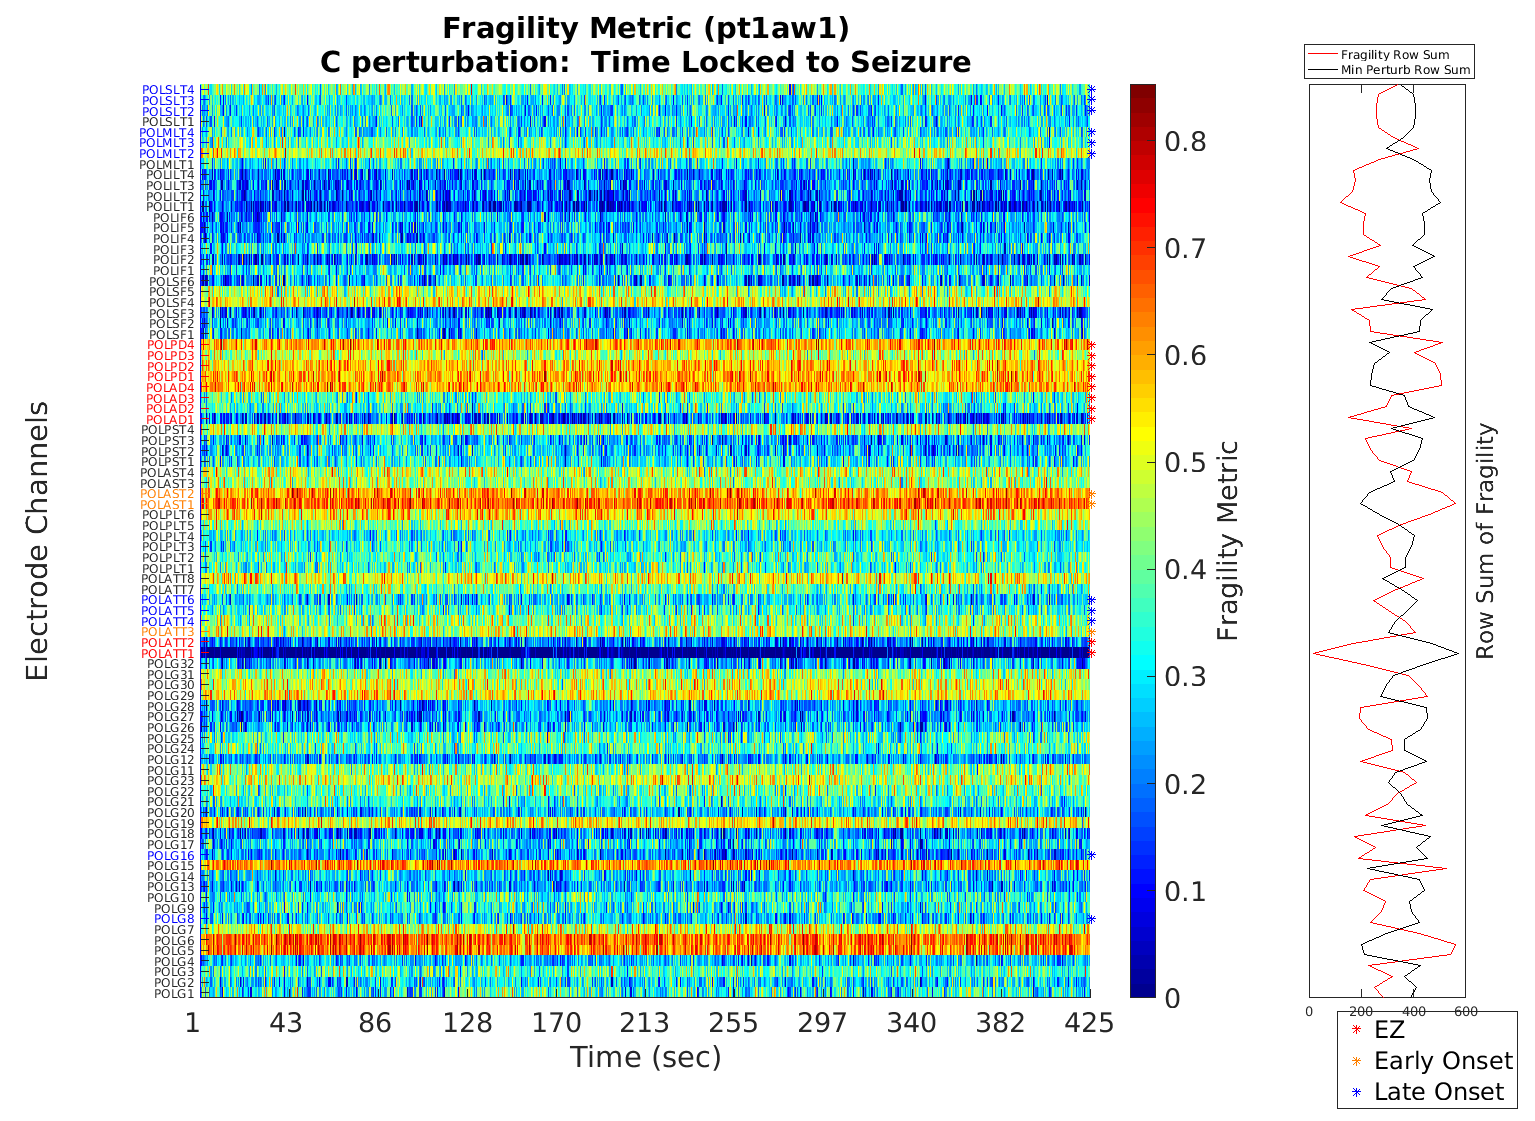 Fragility Metric (pt1aw1)
C perturbation:  Time Locked to Seizure
Electrode Channels
POLSLT4
POLSLT3
POLSLT2
POLSLT1
POLMLT4
POLMLT3
POLMLT2
POLMLT1
POLILT4
POLILT3
POLILT2
POLILT1
POLIF6
POLIF5
POLIF4
POLIF3
POLIF2
POLIF1
POLSF6
POLSF5
POLSF4
POLSF3
POLSF2
POLSF1
POLPD4
POLPD3
POLPD2
POLPD1
POLAD4
POLAD3
POLAD2
POLAD1
POLPST4
POLPST3
POLPST2
POLPST1
POLAST4
POLAST3
POLAST2
POLAST1
POLPLT6
POLPLT5
POLPLT4
POLPLT3
POLPLT2
POLPLT1
POLATT8
POLATT7
POLATT6
POLATT5
POLATT4
POLATT3
POLATT2
POLATT1
POLG32
POLG31
POLG30
POLG29
POLG28
POLG27
POLG26
POLG25
POLG24
POLG12
POLG11
POLG23
POLG22
POLG21
POLG20
POLG19
POLG18
POLG17
POLG16
POLG15
POLG14
POLG13
POLG10
POLG9
POLG8
POLG7
POLG6
POLG5
POLG4
POLG3
POLG2
POLG1
1 43 86 128 170 213 255 297 340 382 425
Time (sec)
0.8
0.7
0.6
0.5
0.4
0.3
0.2
0.1
0
Fragility Metric
Fragility Row Sum
Min Perturb Row Sum
Row Sum of Fragility
0 200 400 600
EZ
Early Onset
Late Onset